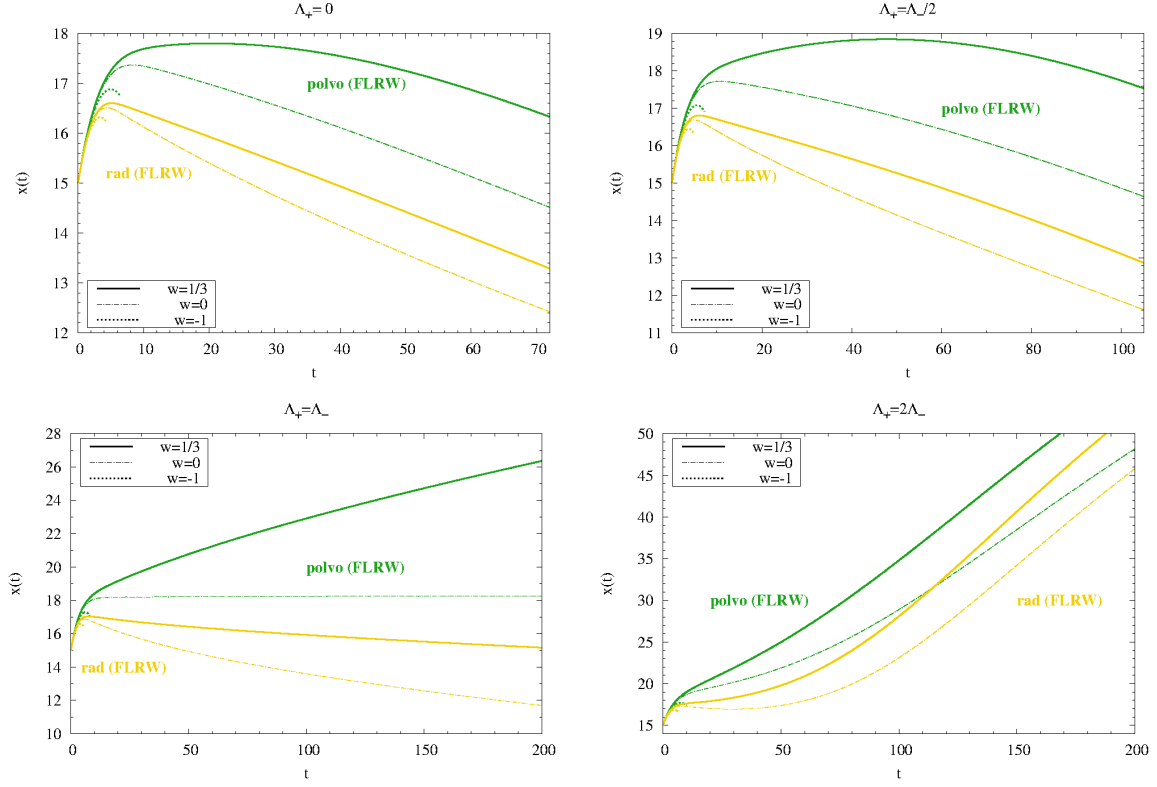 Λ₊= 0
18
17
16
15
14
13
12
x(t)
polvo (FLRW)
rad (FLRW)
w=1/3
w=0
w=-1
0 10 20 30 40 50 60 70
t
Λ₊=Λ₋/2
19
18
17
16
15
14
13
12
11
x(t)
polvo (FLRW)
rad (FLRW)
w=1/3
w=0
w=-1
0 20 40 60 80 100
t
Λ₊=Λ₋
28
26
24
22
20
18
16
14
12
10
x(t)
w=1/3
w=0
w=-1
polvo (FLRW)
rad (FLRW)
0 50 100 150 200
t
Λ₊=2Λ₋
50
45
40
35
30
25
20
15
x(t)
w=1/3
w=0
w=-1
polvo (FLRW)
rad (FLRW)
0 50 100 150 200
t